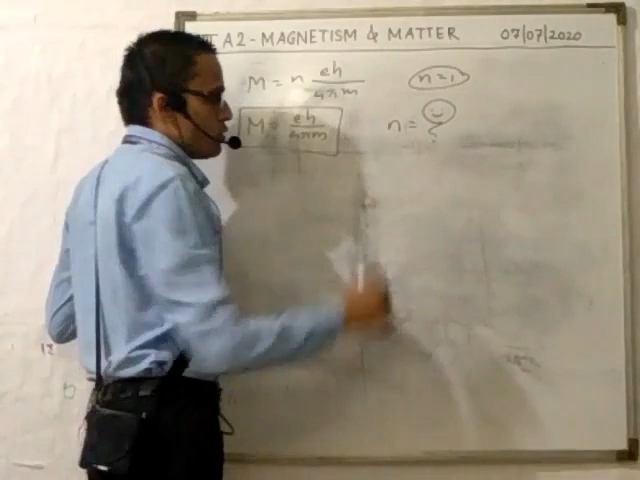 A2 - MAGNETISM & MATTER 07/07/2020
M = n eh/4πm n = 1
M = eh/4πm n = ?